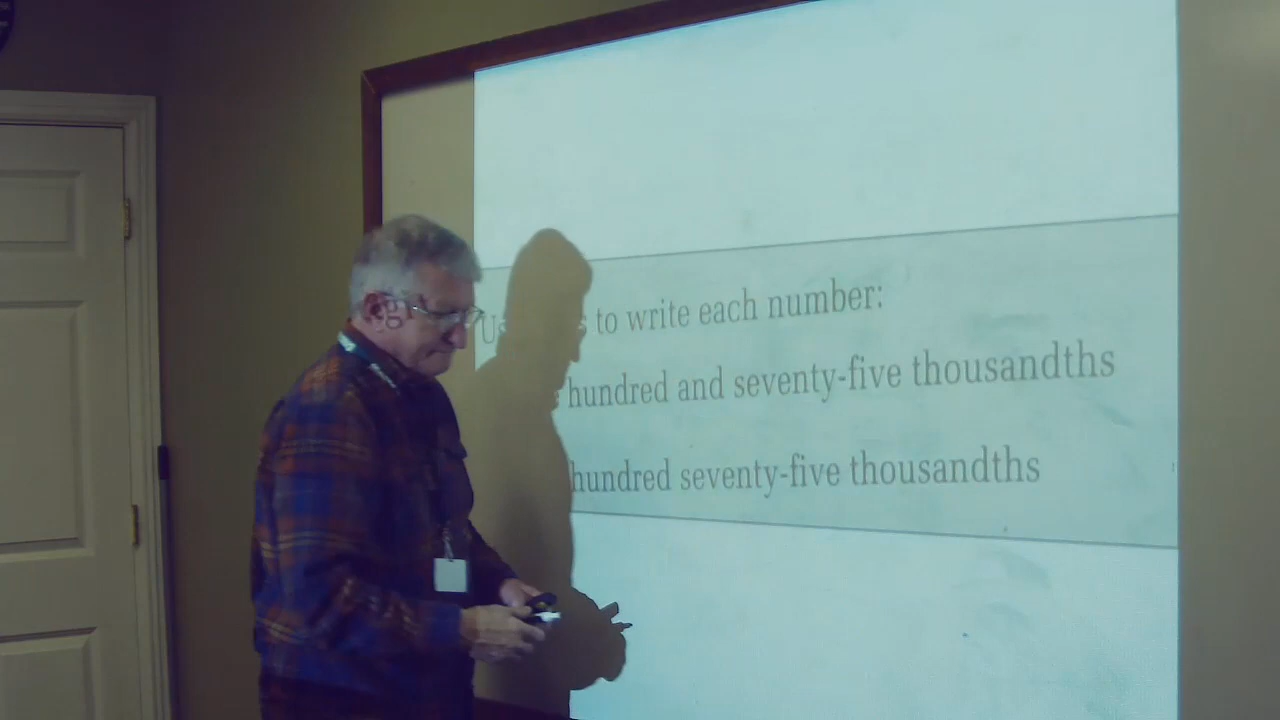 to write each number:
hundred and seventy-five thousandths
hundred seventy-five thousandths